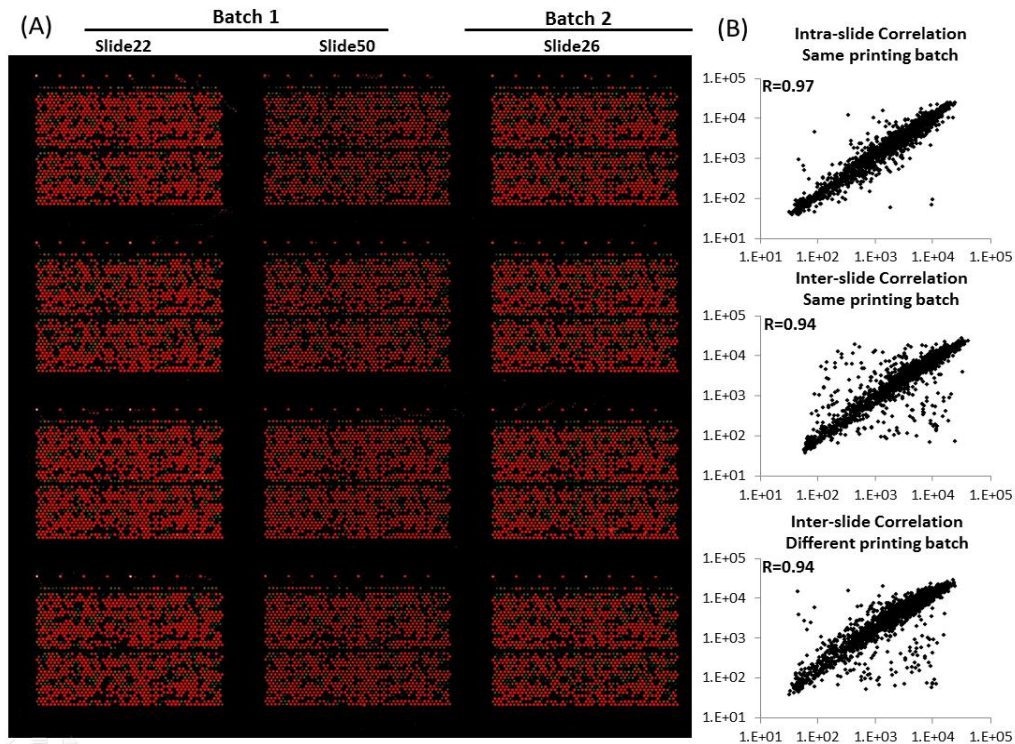 (A)
Batch 1
Batch 2
Slide22
Slide50
Slide26
(B)
Intra-slide Correlation
Same printing batch
1.E+05
R=0.97
1.E+04
1.E+03
1.E+02
1.E+01
1.E+01 1.E+02 1.E+03 1.E+04 1.E+05
Inter-slide Correlation
Same printing batch
1.E+05
R=0.94
1.E+04
1.E+03
1.E+02
1.E+01
1.E+01 1.E+02 1.E+03 1.E+04 1.E+05
Inter-slide Correlation
Different printing batch
1.E+05
R=0.94
1.E+04
1.E+03
1.E+02
1.E+01
1.E+01 1.E+02 1.E+03 1.E+04 1.E+05